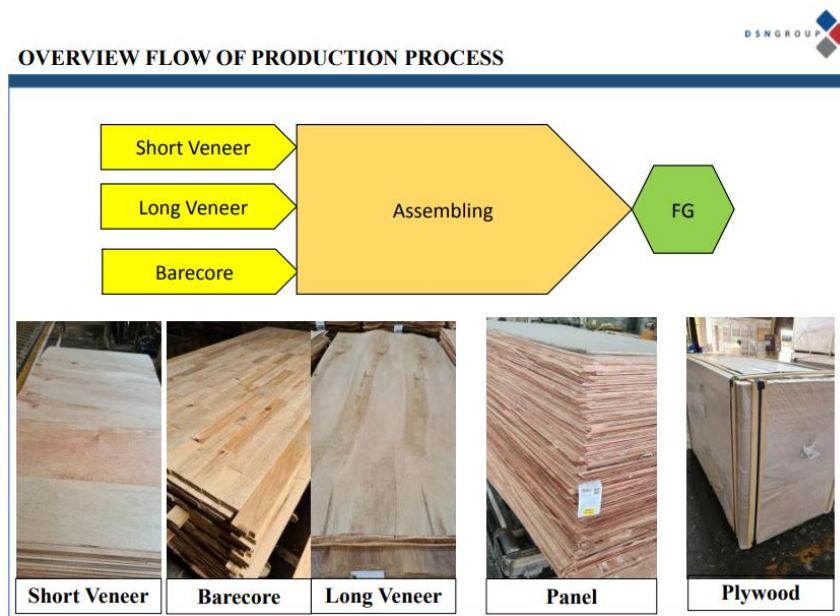 DSNGROUP
OVERVIEW FLOW OF PRODUCTION PROCESS
Short Veneer
Long Veneer
Barecore
Assembling
FG
Short Veneer
Barecore
Long Veneer
Panel
Plywood